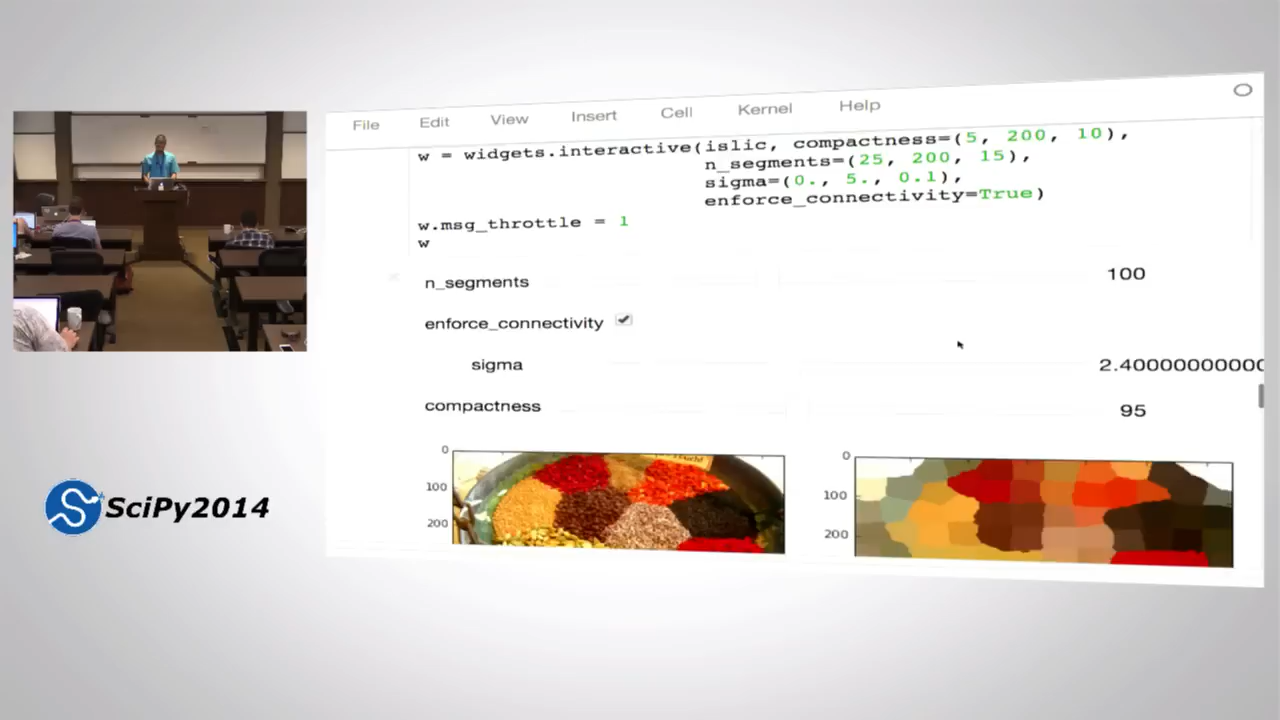 File Edit View Insert Cell Kernel Help
w = widgets.interactive(islic, compactness=(5, 200, 10),
n_segments=(25, 200, 15),
sigma=(0., 5., 0.1),
enforce_connectivity=True)
w.msg_throttle = 1
w
n_segments 100
enforce_connectivity
sigma 2.40000000000
compactness 95
0
100
200
0
100
200
SciPy2014